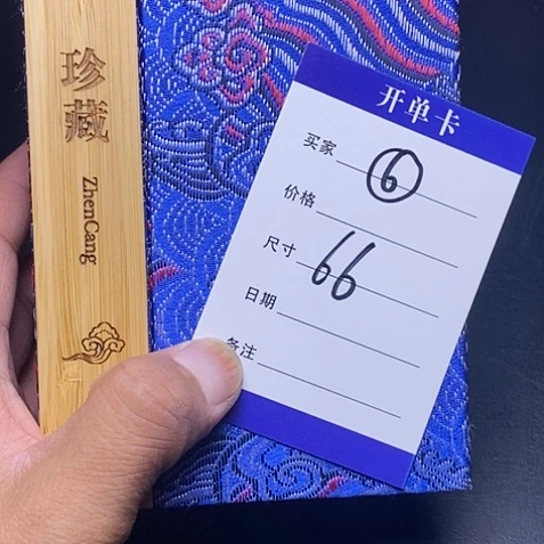 珍藏
ZhenCang
开单卡
买家 6
价格
尺寸 66
日期
备注